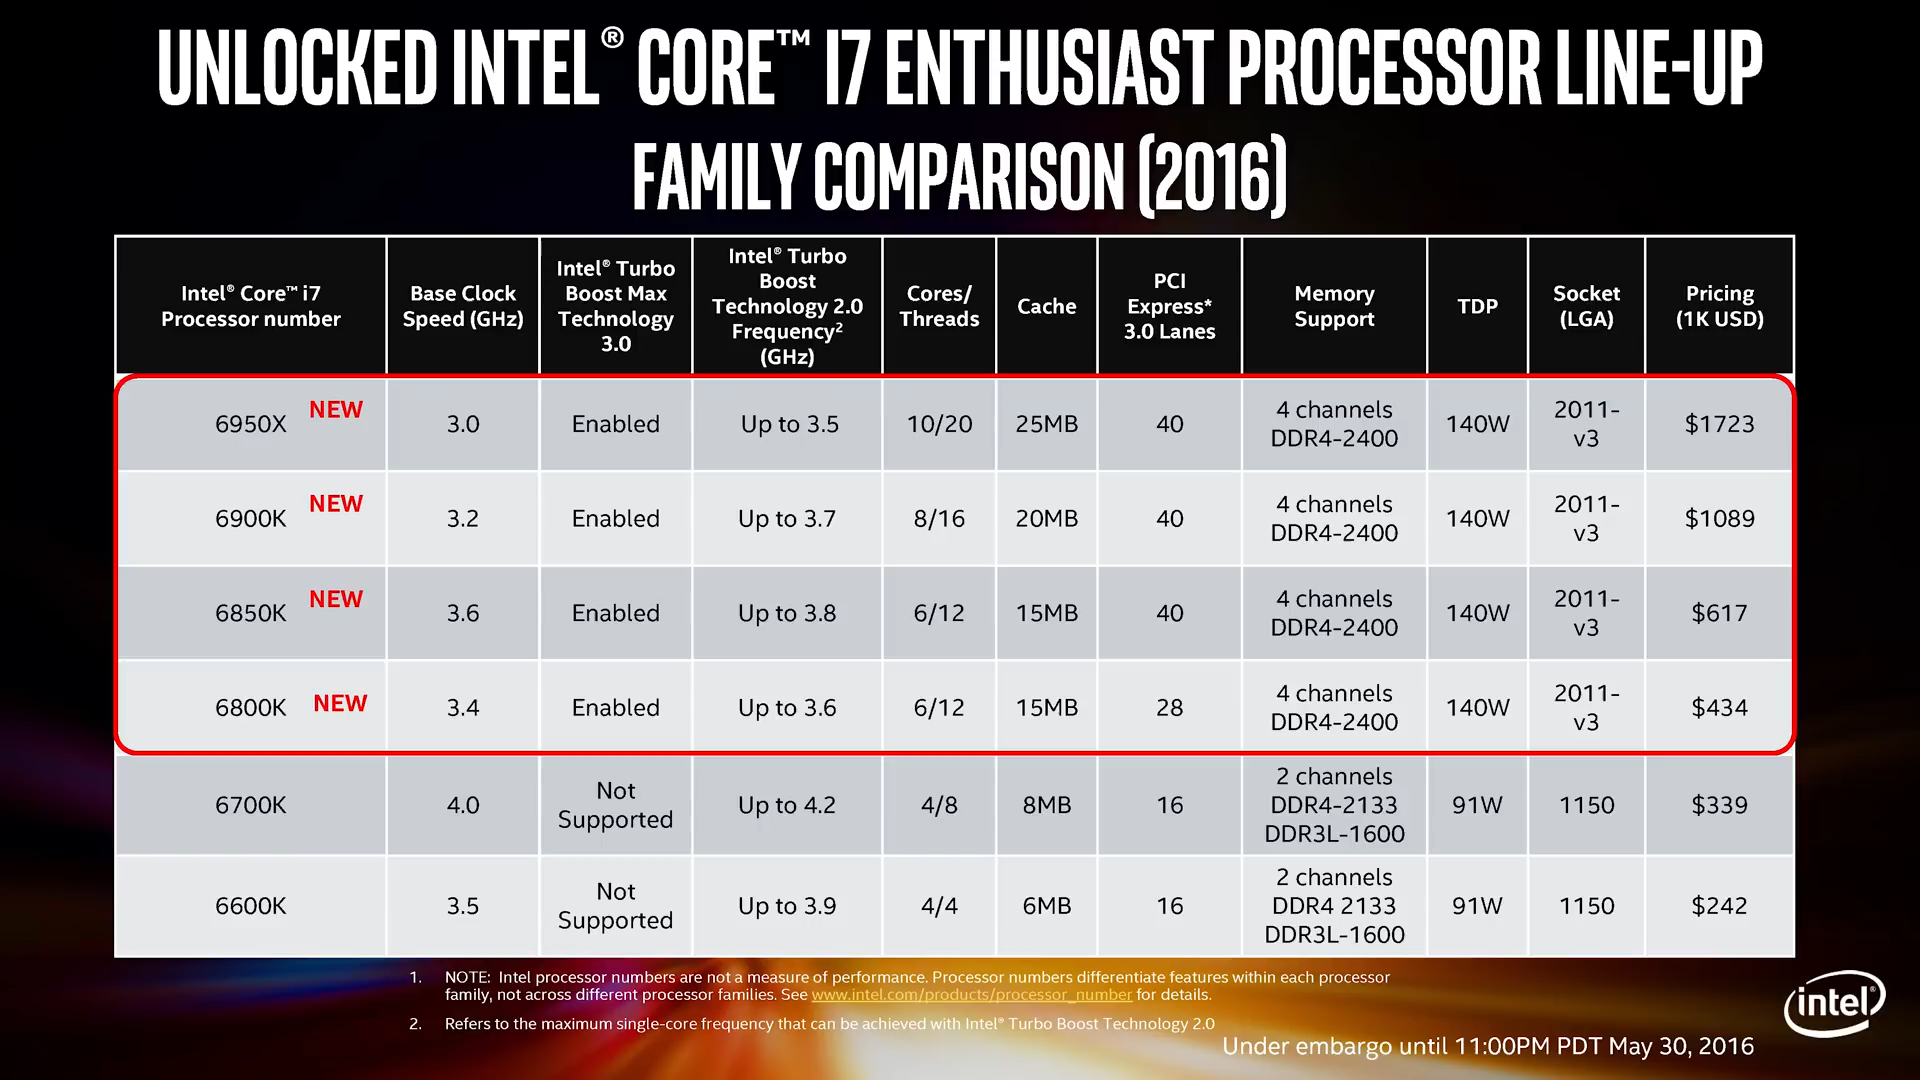 UNLOCKED INTEL® CORE™ I7 ENTHUSIAST PROCESSOR LINE-UP
FAMILY COMPARISON (2016)
Intel® Core™ i7 Processor number | Base Clock Speed (GHz) | Intel® Turbo Boost Max Technology 3.0 | Intel® Turbo Boost Technology 2.0 Frequency² (GHz) | Cores/ Threads | Cache | PCI Express* 3.0 Lanes | Memory Support | TDP | Socket (LGA) | Pricing (1K USD)
6950X NEW | 3.0 | Enabled | Up to 3.5 | 10/20 | 25MB | 40 | 4 channels DDR4-2400 | 140W | 2011-v3 | $1723
6900K NEW | 3.2 | Enabled | Up to 3.7 | 8/16 | 20MB | 40 | 4 channels DDR4-2400 | 140W | 2011-v3 | $1089
6850K NEW | 3.6 | Enabled | Up to 3.8 | 6/12 | 15MB | 40 | 4 channels DDR4-2400 | 140W | 2011-v3 | $617
6800K NEW | 3.4 | Enabled | Up to 3.6 | 6/12 | 15MB | 28 | 4 channels DDR4-2400 | 140W | 2011-v3 | $434
6700K | 4.0 | Not Supported | Up to 4.2 | 4/8 | 8MB | 16 | 2 channels DDR4-2133 DDR3L-1600 | 91W | 1150 | $339
6600K | 3.5 | Not Supported | Up to 3.9 | 4/4 | 6MB | 16 | 2 channels DDR4 2133 DDR3L-1600 | 91W | 1150 | $242
1. NOTE: Intel processor numbers are not a measure of performance. Processor numbers differentiate features within each processor
family, not across different processor families. See www.intel.com/products/processor_number for details.
2. Refers to the maximum single-core frequency that can be achieved with Intel® Turbo Boost Technology 2.0
intel®
Under embargo until 11:00PM PDT May 30, 2016